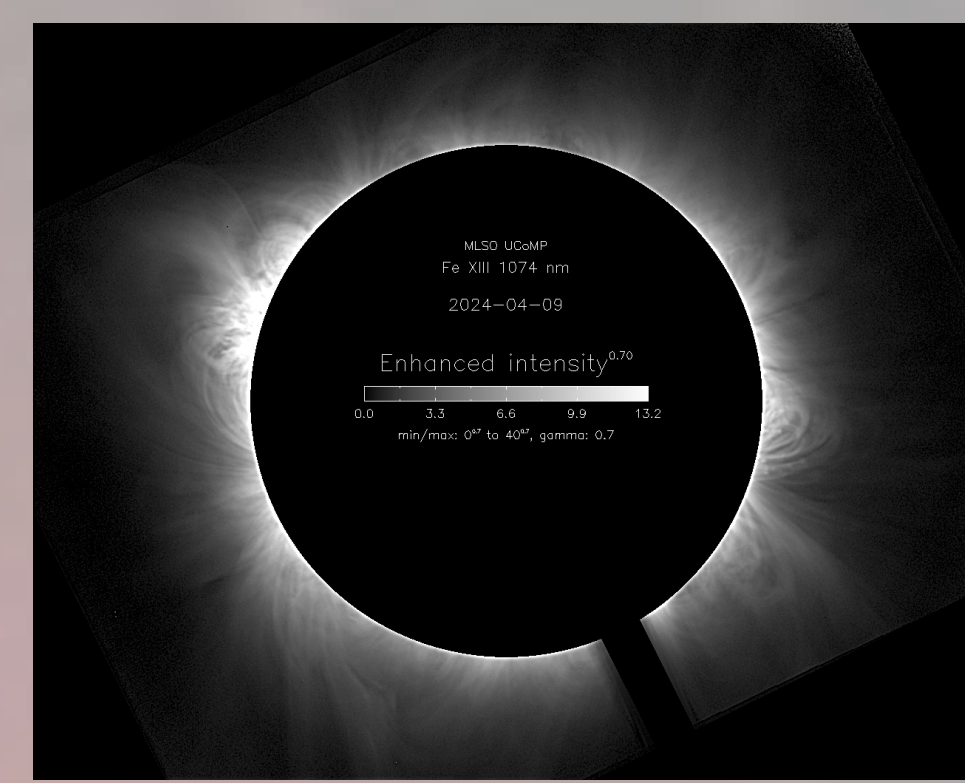 MLSO UCoMP
Fe XIII 1074 nm
2024-04-09
Enhanced intensity^0.70
0.0 3.3 6.6 9.9 13.2
min/max: 0^0.7 to 40^0.7, gamma: 0.7